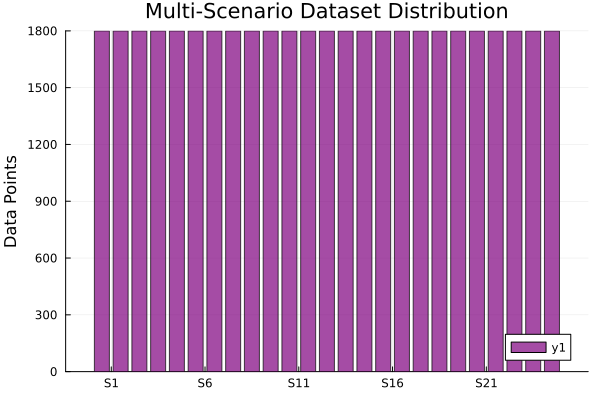 Multi-Scenario Dataset Distribution
Data Points
1800
1500
1200
900
600
300
0
S1
S6
S11
S16
S21
y1